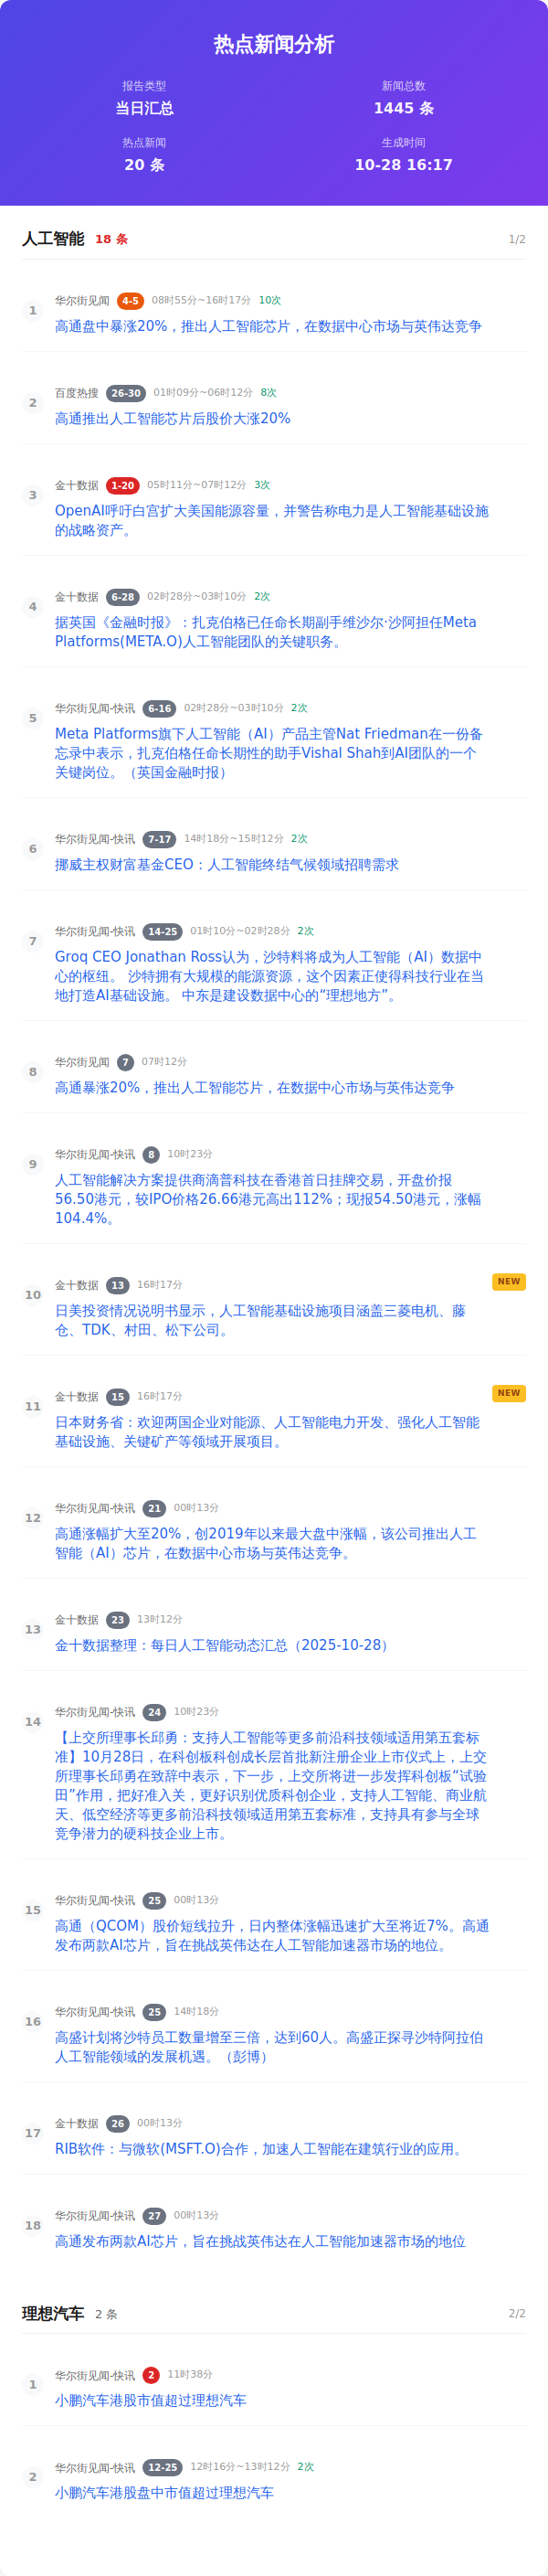 热点新闻分析
报告类型
新闻总数
当日汇总
1445 条
热点新闻
生成时间
20 条
10-28 16:17
人工智能 18 条 1/2
1
华尔街见闻 4-5 08时55分~16时17分 10次
高通盘中暴涨20%，推出人工智能芯片，在数据中心市场与英伟达竞争
2
百度热搜 26-30 01时09分~06时12分 8次
高通推出人工智能芯片后股价大涨20%
3
金十数据 1-20 05时11分~07时12分 3次
OpenAI呼吁白宫扩大美国能源容量，并警告称电力是人工智能基础设施
的战略资产。
4
金十数据 6-28 02时28分~03时10分 2次
据英国《金融时报》：扎克伯格已任命长期副手维沙尔·沙阿担任Meta
Platforms(META.O)人工智能团队的关键职务。
5
华尔街见闻-快讯 6-16 02时28分~03时10分 2次
Meta Platforms旗下人工智能（AI）产品主管Nat Friedman在一份备
忘录中表示，扎克伯格任命长期性的助手Vishal Shah到AI团队的一个
关键岗位。（英国金融时报）
6
华尔街见闻-快讯 7-17 14时18分~15时12分 2次
挪威主权财富基金CEO：人工智能终结气候领域招聘需求
7
华尔街见闻-快讯 14-25 01时10分~02时28分 2次
Groq CEO Jonathan Ross认为，沙特料将成为人工智能（AI）数据中
心的枢纽。 沙特拥有大规模的能源资源，这个因素正使得科技行业在当
地打造AI基础设施。 中东是建设数据中心的“理想地方”。
8
华尔街见闻 7 07时12分
高通暴涨20%，推出人工智能芯片，在数据中心市场与英伟达竞争
9
华尔街见闻-快讯 8 10时23分
人工智能解决方案提供商滴普科技在香港首日挂牌交易，开盘价报
56.50港元，较IPO价格26.66港元高出112%；现报54.50港元，涨幅
104.4%。
10
金十数据 13 16时17分 NEW
日美投资情况说明书显示，人工智能基础设施项目涵盖三菱电机、藤
仓、TDK、村田、松下公司。
11
金十数据 15 16时17分 NEW
日本财务省：欢迎两国企业对能源、人工智能电力开发、强化人工智能
基础设施、关键矿产等领域开展项目。
12
华尔街见闻-快讯 21 00时13分
高通涨幅扩大至20%，创2019年以来最大盘中涨幅，该公司推出人工
智能（AI）芯片，在数据中心市场与英伟达竞争。
13
金十数据 23 13时12分
金十数据整理：每日人工智能动态汇总（2025-10-28）
14
华尔街见闻-快讯 24 10时23分
【上交所理事长邱勇：支持人工智能等更多前沿科技领域适用第五套标
准】10月28日，在科创板科创成长层首批新注册企业上市仪式上，上交
所理事长邱勇在致辞中表示，下一步，上交所将进一步发挥科创板“试验
田”作用，把好准入关，更好识别优质科创企业，支持人工智能、商业航
天、低空经济等更多前沿科技领域适用第五套标准，支持具有参与全球
竞争潜力的硬科技企业上市。
15
华尔街见闻-快讯 25 00时13分
高通（QCOM）股价短线拉升，日内整体涨幅迅速扩大至将近7%。高通
发布两款AI芯片，旨在挑战英伟达在人工智能加速器市场的地位。
16
华尔街见闻-快讯 25 14时18分
高盛计划将沙特员工数量增至三倍，达到60人。高盛正探寻沙特阿拉伯
人工智能领域的发展机遇。（彭博）
17
金十数据 26 00时13分
RIB软件：与微软(MSFT.O)合作，加速人工智能在建筑行业的应用。
18
华尔街见闻-快讯 27 00时13分
高通发布两款AI芯片，旨在挑战英伟达在人工智能加速器市场的地位
理想汽车 2 条 2/2
1
华尔街见闻-快讯 2 11时38分
小鹏汽车港股市值超过理想汽车
2
华尔街见闻-快讯 12-25 12时16分~13时12分 2次
小鹏汽车港股盘中市值超过理想汽车